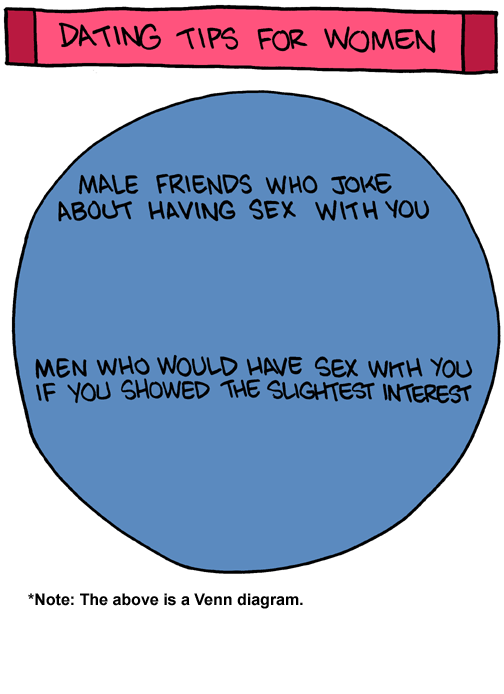 DATING TIPS FOR WOMEN
MALE FRIENDS WHO JOKE
ABOUT HAVING SEX WITH YOU
MEN WHO WOULD HAVE SEX WITH YOU
IF YOU SHOWED THE SLIGHTEST INTEREST
*Note: The above is a Venn diagram.